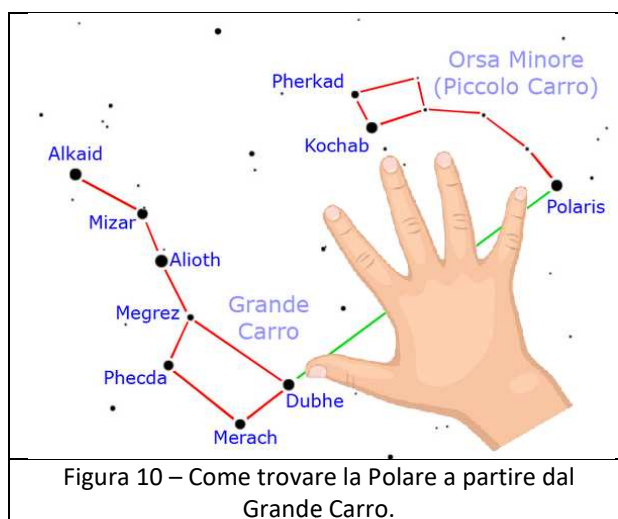 Orsa Minore
(Piccolo Carro)
Pherkad
Kochab
Alkaid
Polaris
Mizar
Alioth
Grande
Carro
Megrez
Phecda
Dubhe
Merach
Figura 10 – Come trovare la Polare a partire dal
Grande Carro.